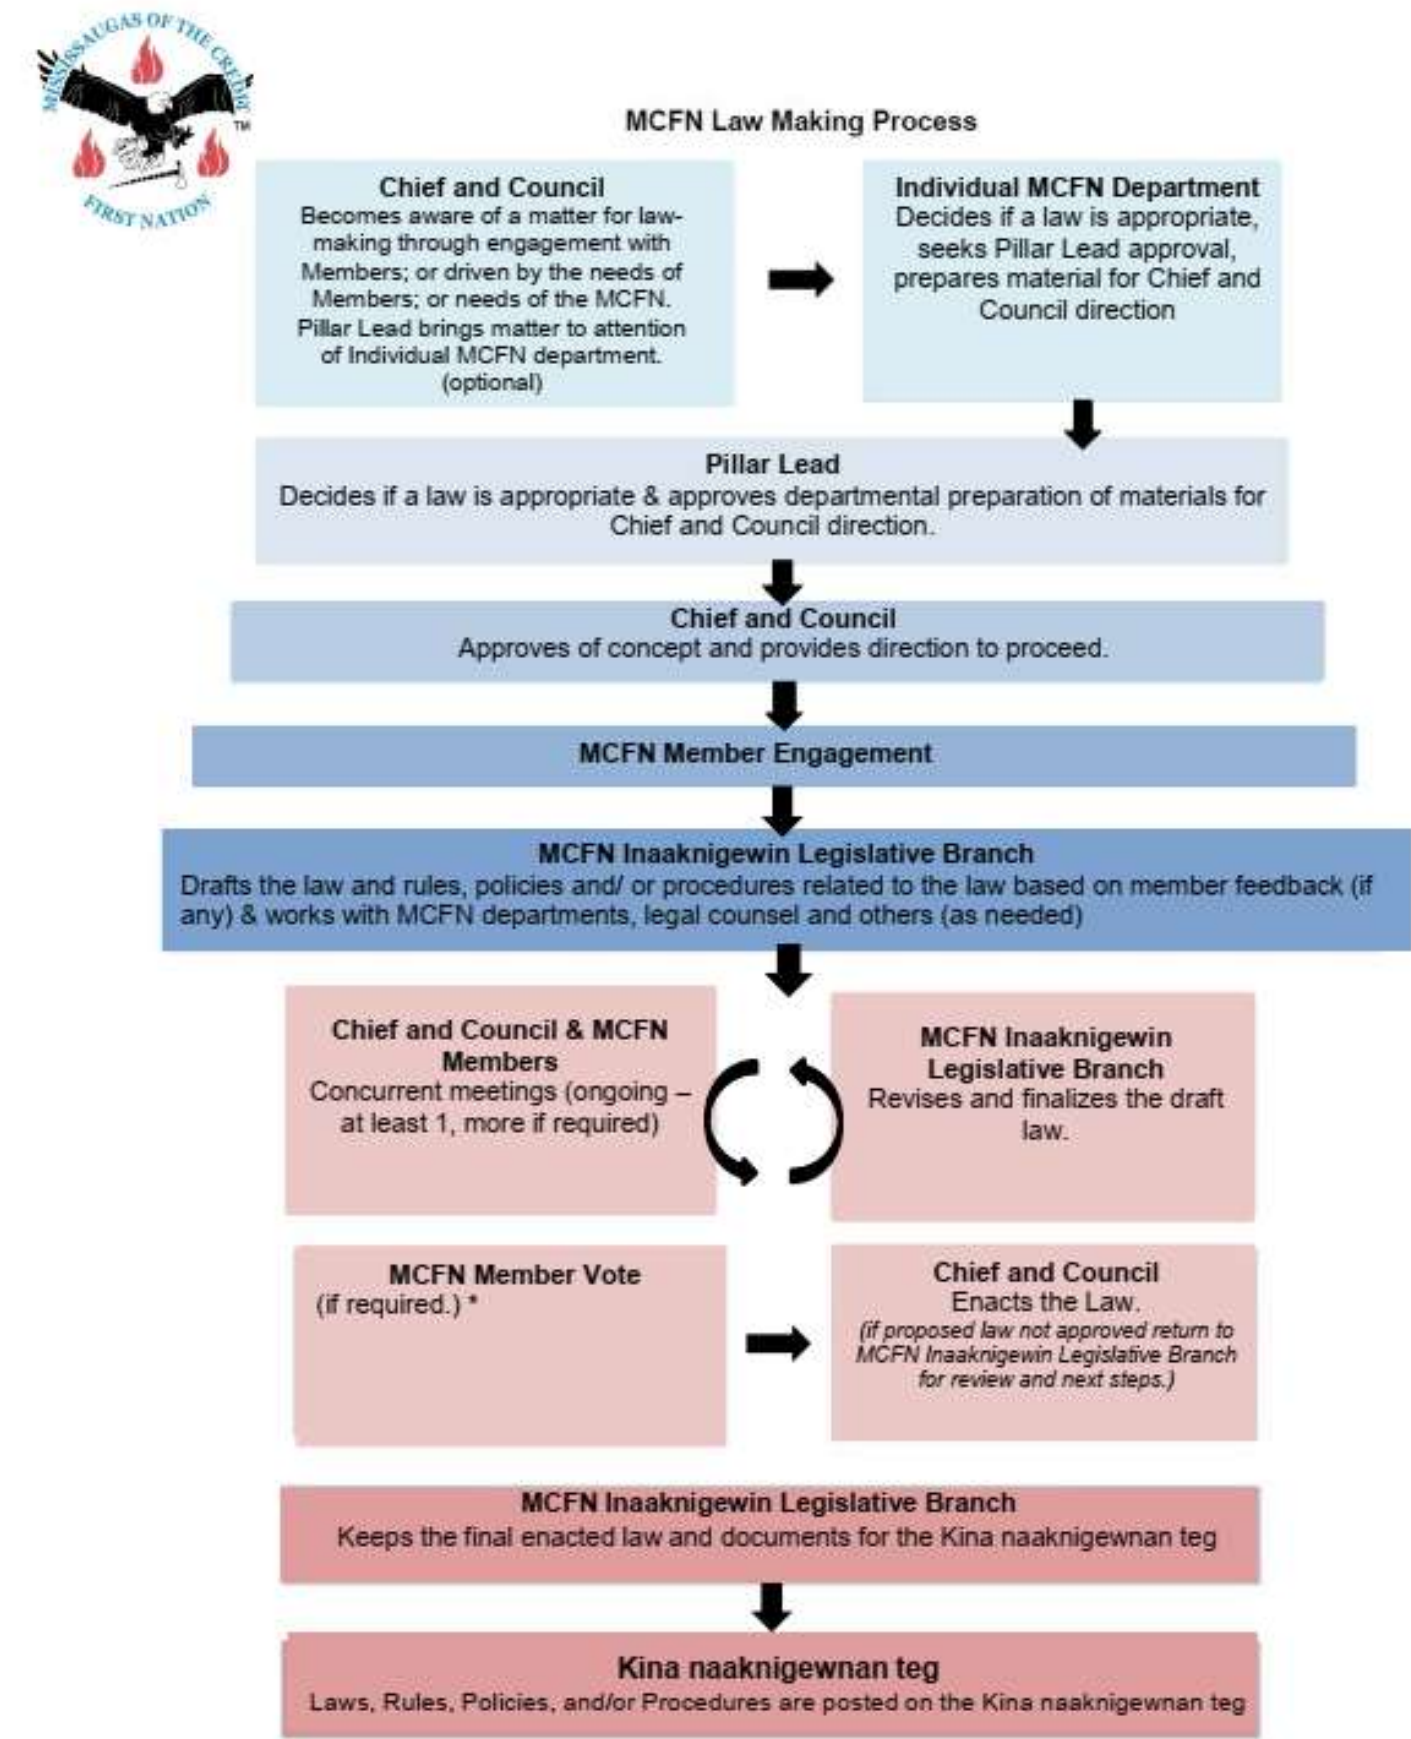 MISSISSAUGAS OF THE CREDIT
TM
FIRST NATION
MCFN Law Making Process
Chief and Council
Becomes aware of a matter for law-
making through engagement with
Members; or driven by the needs of
Members; or needs of the MCFN.
Pillar Lead brings matter to attention
of Individual MCFN department.
(optional)
Individual MCFN Department
Decides if a law is appropriate,
seeks Pillar Lead approval,
prepares material for Chief and
Council direction
Pillar Lead
Decides if a law is appropriate & approves departmental preparation of materials for
Chief and Council direction.
Chief and Council
Approves of concept and provides direction to proceed.
MCFN Member Engagement
MCFN Inaaknigewin Legislative Branch
Drafts the law and rules, policies and/ or procedures related to the law based on member feedback (if
any) & works with MCFN departments, legal counsel and others (as needed)
Chief and Council & MCFN
Members
Concurrent meetings (ongoing –
at least 1, more if required)
MCFN Inaaknigewin
Legislative Branch
Revises and finalizes the draft
law.
MCFN Member Vote
(if required.) *
Chief and Council
Enacts the Law.
(if proposed law not approved return to
MCFN Inaaknigewin Legislative Branch
for review and next steps.)
MCFN Inaaknigewin Legislative Branch
Keeps the final enacted law and documents for the Kina naaknigewnan teg
Kina naaknigewnan teg
Laws, Rules, Policies, and/or Procedures are posted on the Kina naaknigewnan teg